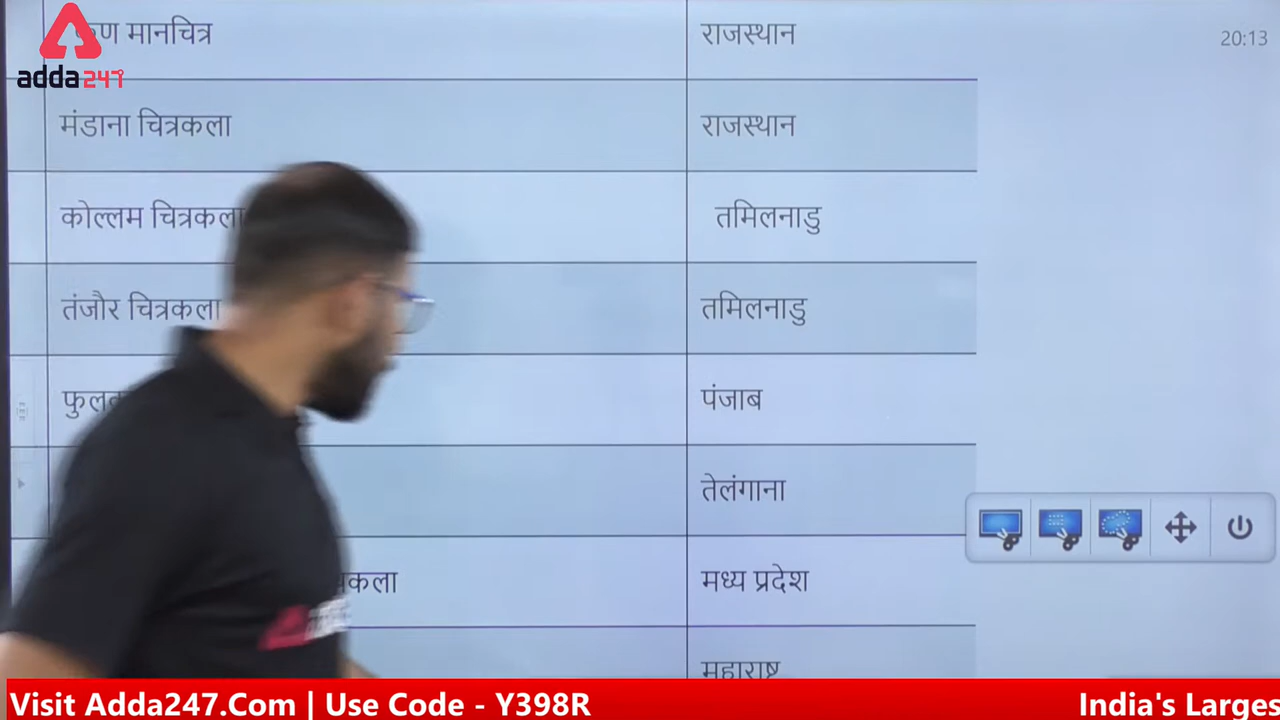 मानचित्र राजस्थान
20:13
adda247
मंडाना चित्रकला राजस्थान
कोल्लम चित्रकला तमिलनाडु
तंजौर चित्रकला तमिलनाडु
पंजाब
तेलंगाना
मध्य प्रदेश
महाराष्ट्र
Visit Adda247.Com | Use Code - Y398R India's Larges